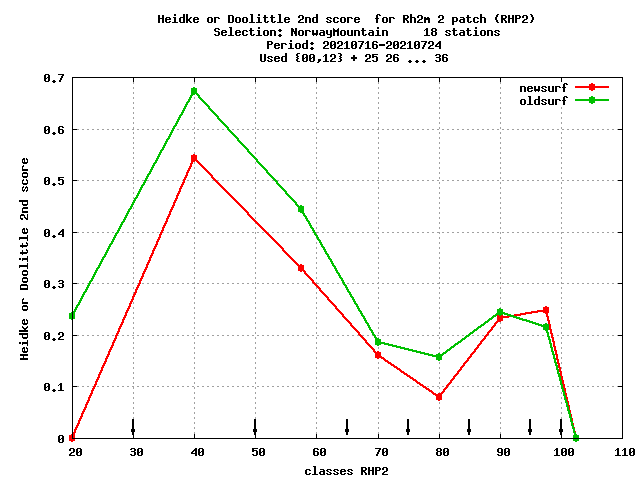 Heidke or Doolittle 2nd score  for Rh2m 2 patch (RHP2)
Selection: NorwayMountain     18 stations
Period: 20210716-20210724
Used {00,12} + 25 26 ... 36
newsurf
oldsurf
0.7
0.6
0.5
0.4
0.3
0.2
0.1
0
Heidke or Doolittle 2nd score
20 30 40 50 60 70 80 90 100 110
classes RHP2